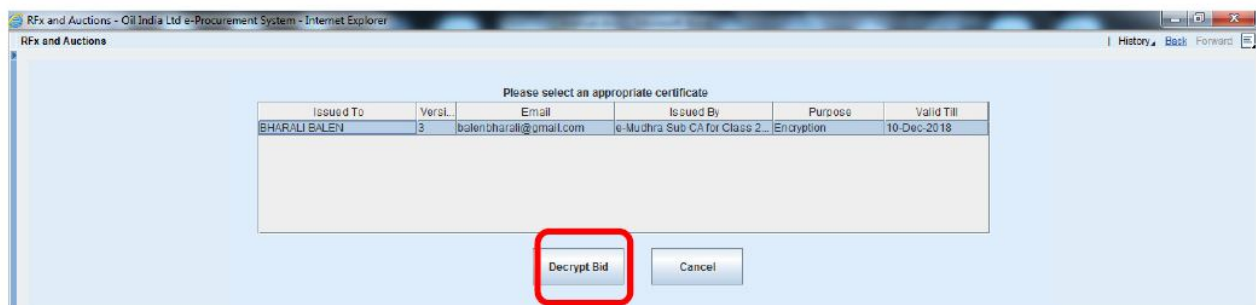 RFx and Auctions - Oil India Ltd e-Procurement System - Internet Explorer
RFx and Auctions | History Back Forward
Please select an appropriate certificate
Issued To Versi... Email Issued By Purpose Valid Till
BHARALI BALEN 3 balenbharali@gmail.com e-Mudhra Sub CA for Class 2... Encryption 10-Dec-2018
Decrypt Bid Cancel